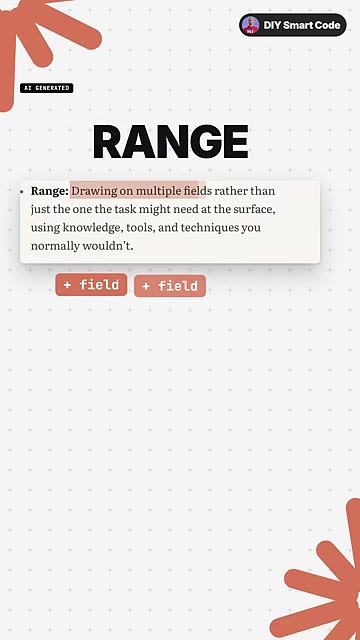 DIY Smart Code
AI GENERATED
RANGE
• Range: Drawing on multiple fields rather than
just the one the task might need at the surface,
using knowledge, tools, and techniques you
normally wouldn't.
+ field + field